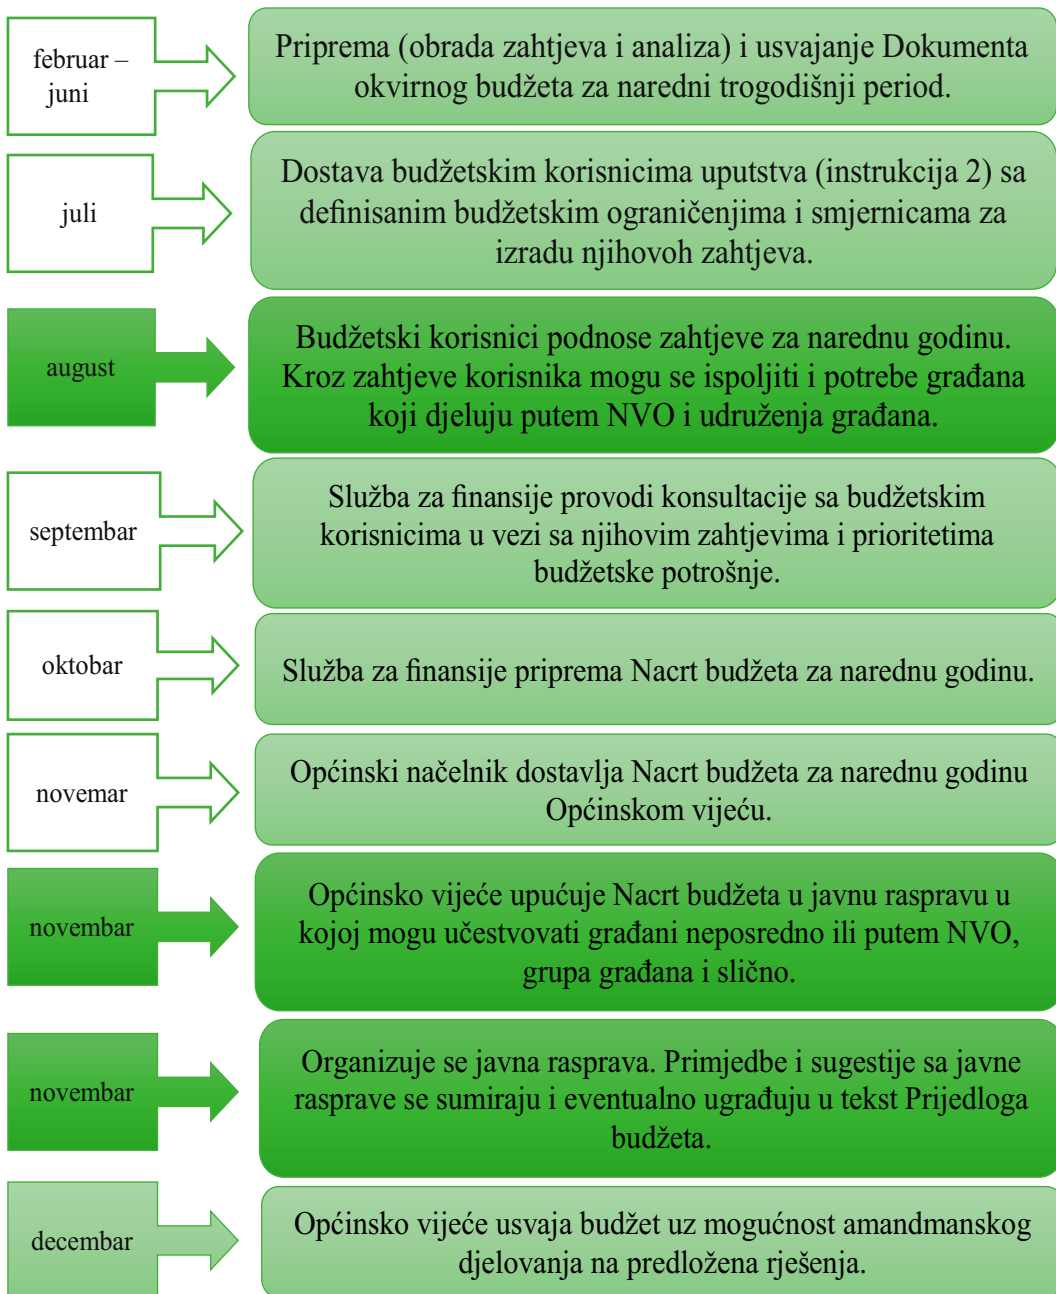 februar –
juni
Priprema (obrada zahtjeva i analiza) i usvajanje Dokumenta
okvirnog budžeta za naredni trogodišnji period.
juli
Dostava budžetskim korisnicima uputstva (instrukcija 2) sa
definisanim budžetskim ograničenjima i smjernicama za
izradu njihovoh zahtjeva.
august
Budžetski korisnici podnose zahtjeve za narednu godinu.
Kroz zahtjeve korisnika mogu se ispoljiti i potrebe građana
koji djeluju putem NVO i udruženja građana.
septembar
Služba za finansije provodi konsultacije sa budžetskim
korisnicima u vezi sa njihovim zahtjevima i prioritetima
budžetske potrošnje.
oktobar
Služba za finansije priprema Nacrt budžeta za narednu godinu.
novemar
Općinski načelnik dostavlja Nacrt budžeta za narednu godinu
Općinskom vijeću.
novembar
Općinsko vijeće upućuje Nacrt budžeta u javnu raspravu u
kojoj mogu učestvovati građani neposredno ili putem NVO,
grupa građana i slično.
novembar
Organizuje se javna rasprava. Primjedbe i sugestije sa javne
rasprave se sumiraju i eventualno ugrađuju u tekst Prijedloga
budžeta.
decembar
Općinsko vijeće usvaja budžet uz mogućnost amandmanskog
djelovanja na predložena rješenja.